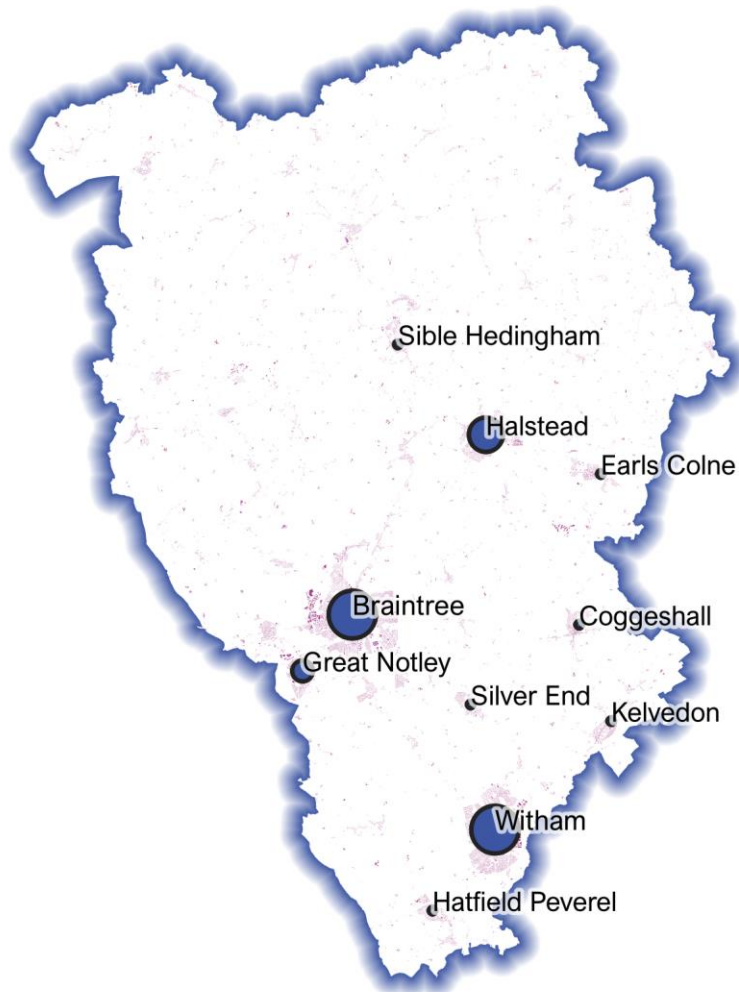 Sible Hedingham
Halstead
Earls Colne
Braintree
Coggeshall
Great Notley
Silver End
Kelvedon
Witham
Hatfield Peverel